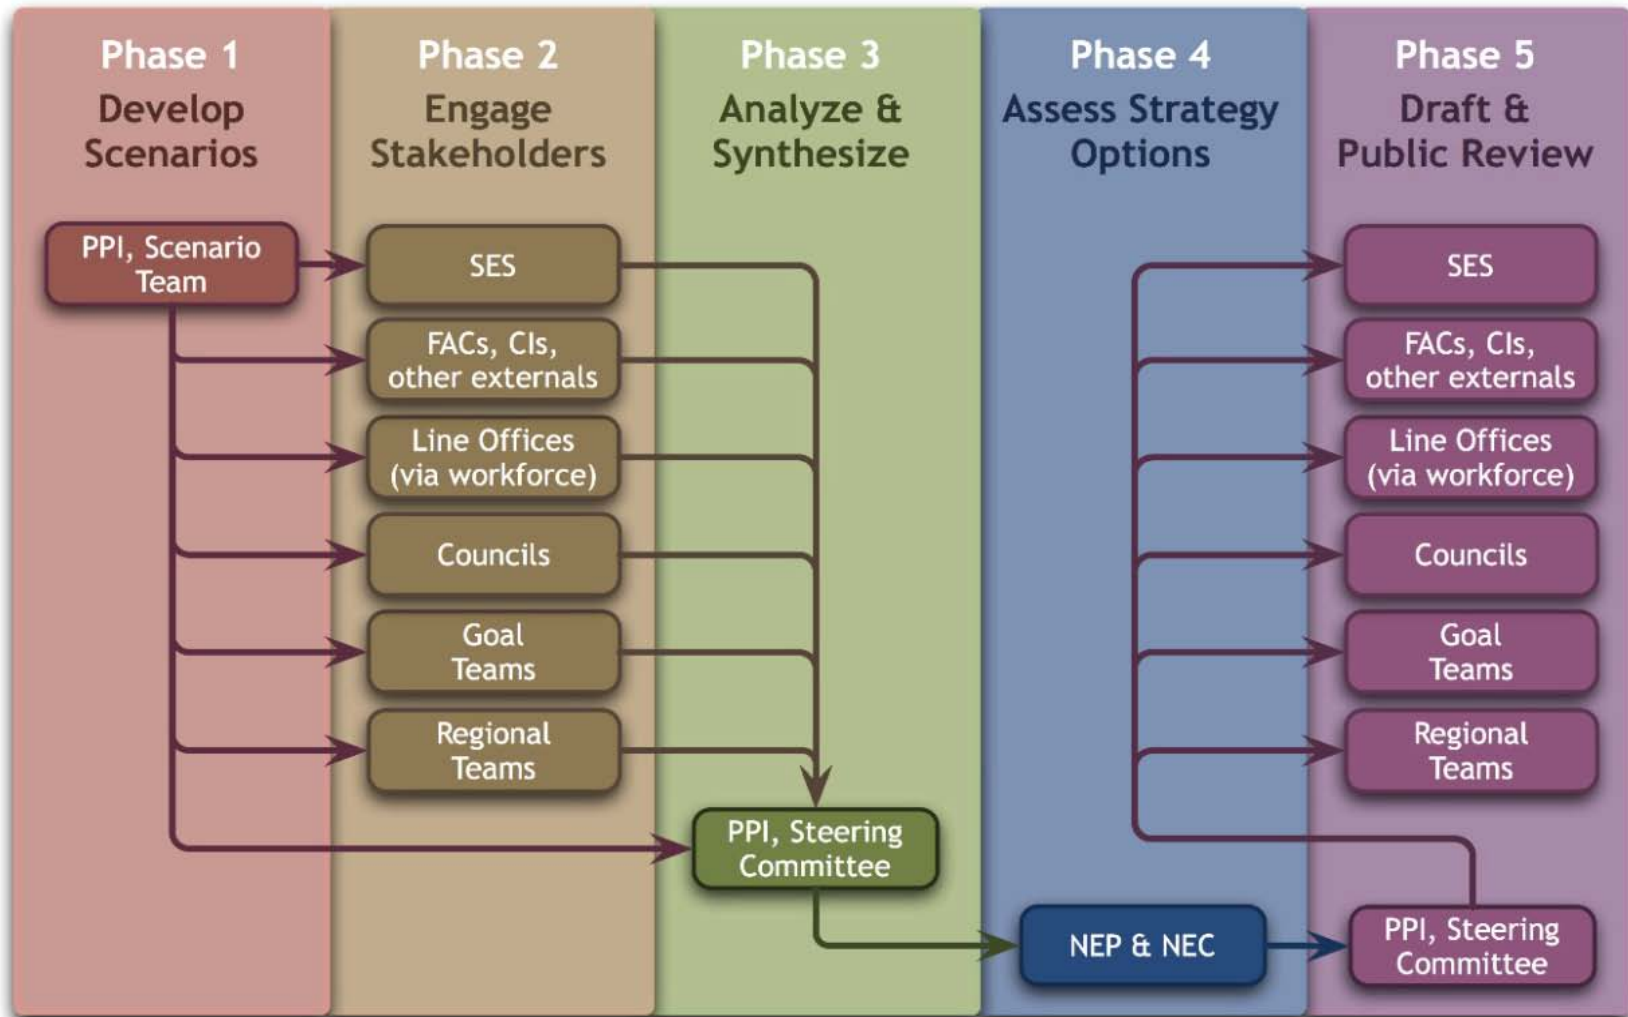 Phase 1
Develop
Scenarios
PPI, Scenario
Team
Phase 2
Engage
Stakeholders
SES
FACs, CIs,
other externals
Line Offices
(via workforce)
Councils
Goal
Teams
Regional
Teams
Phase 3
Analyze &
Synthesize
PPI, Steering
Committee
Phase 4
Assess Strategy
Options
NEP & NEC
Phase 5
Draft &
Public Review
SES
FACs, CIs,
other externals
Line Offices
(via workforce)
Councils
Goal
Teams
Regional
Teams
PPI, Steering
Committee